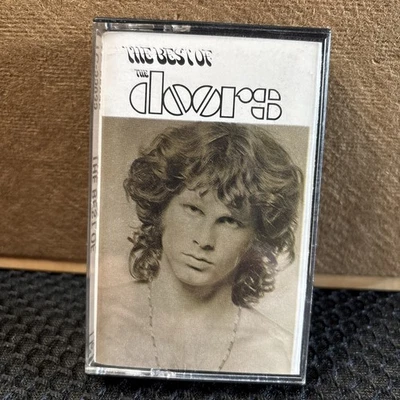 THE BEST OF
THE
doors
THE BEST OF